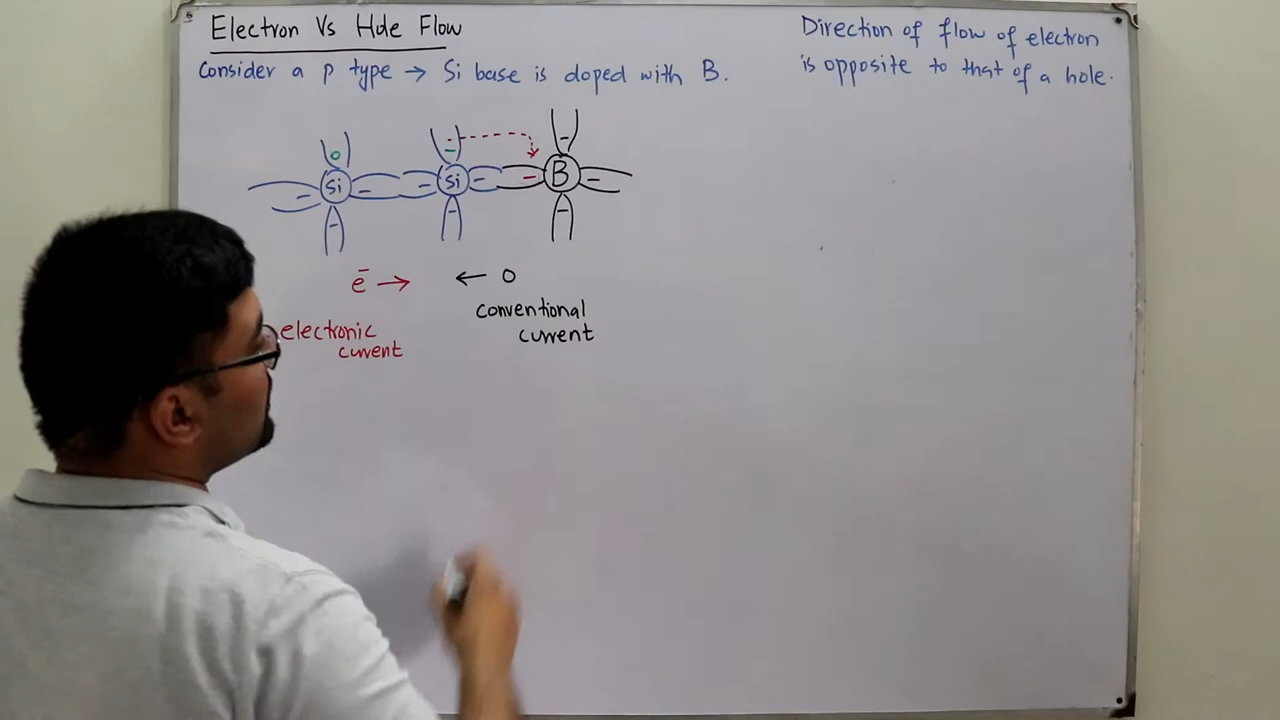 Electron Vs Hole Flow
Consider a P type → Si base is doped with B.
Direction of flow of electron
is opposite to that of a hole.
Si Si B
e⁻ → ← o
electronic
current
conventional
current